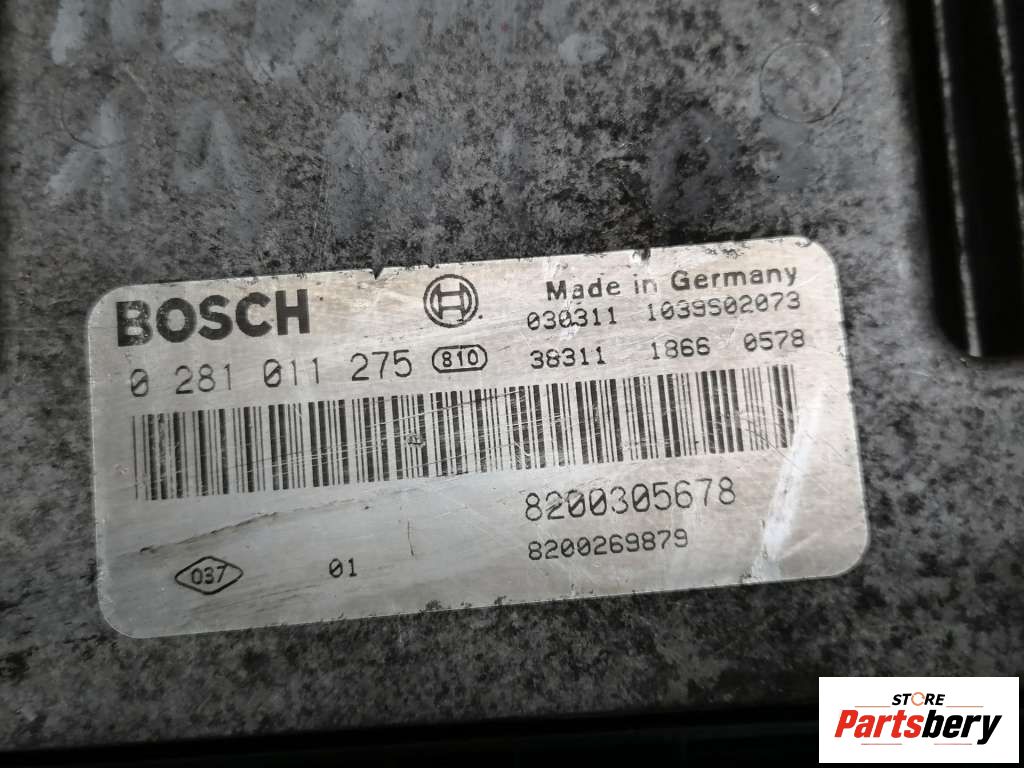 BOSCH
Made in Germany
030311 1039S02073
0 281 011 275 810 38311 1866 0578
8200305678
8200269879
037 01
STORE
Partsbery